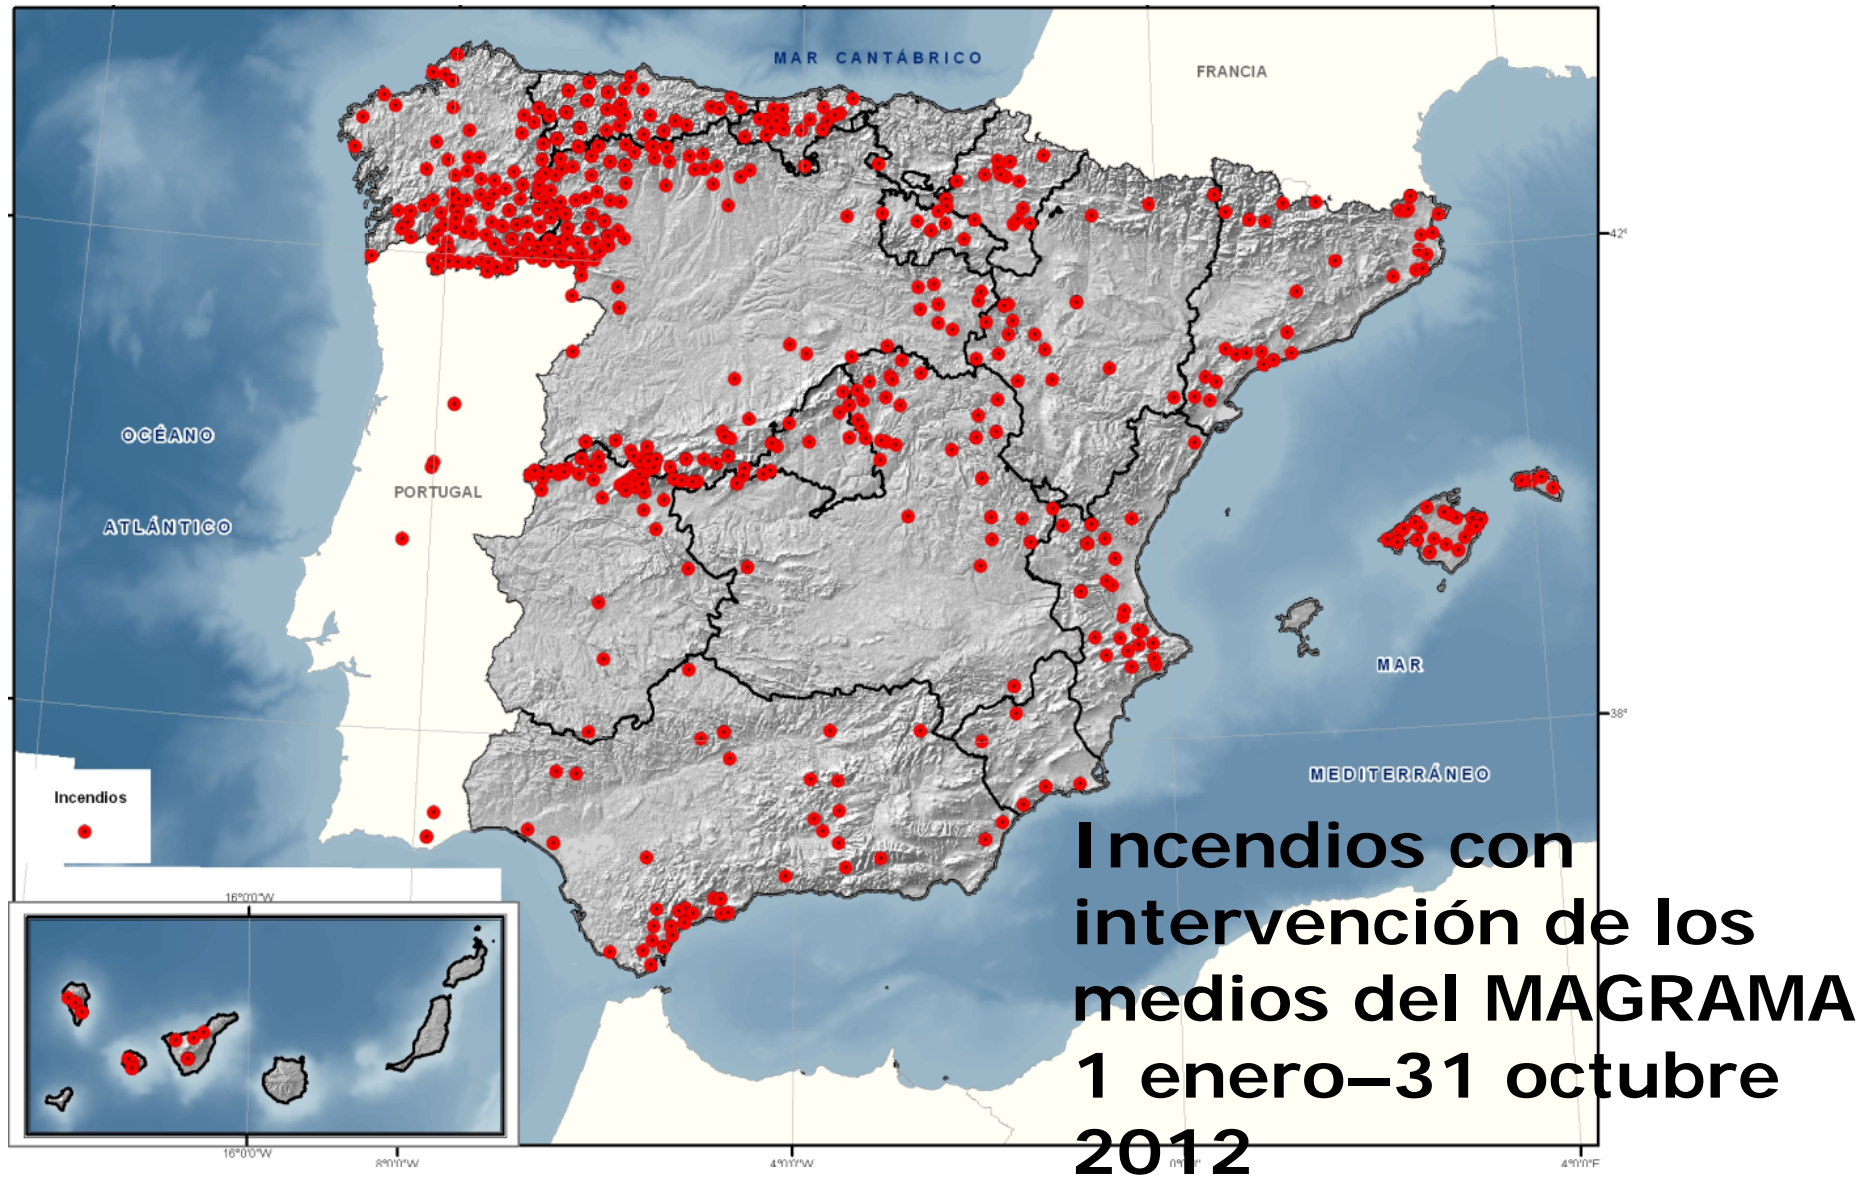 MAR CANTÁBRICO
FRANCIA
42°
OCÉANO
ATLÁNTICO
PORTUGAL
MAR
MEDITERRÁNEO
38°
Incendios
16°0'0"W
Incendios con
intervención de los
medios del MAGRAMA
1 enero–31 octubre
2012
16°0'0"W
8°0'0"W
4°0'0"W
4°0'0"E